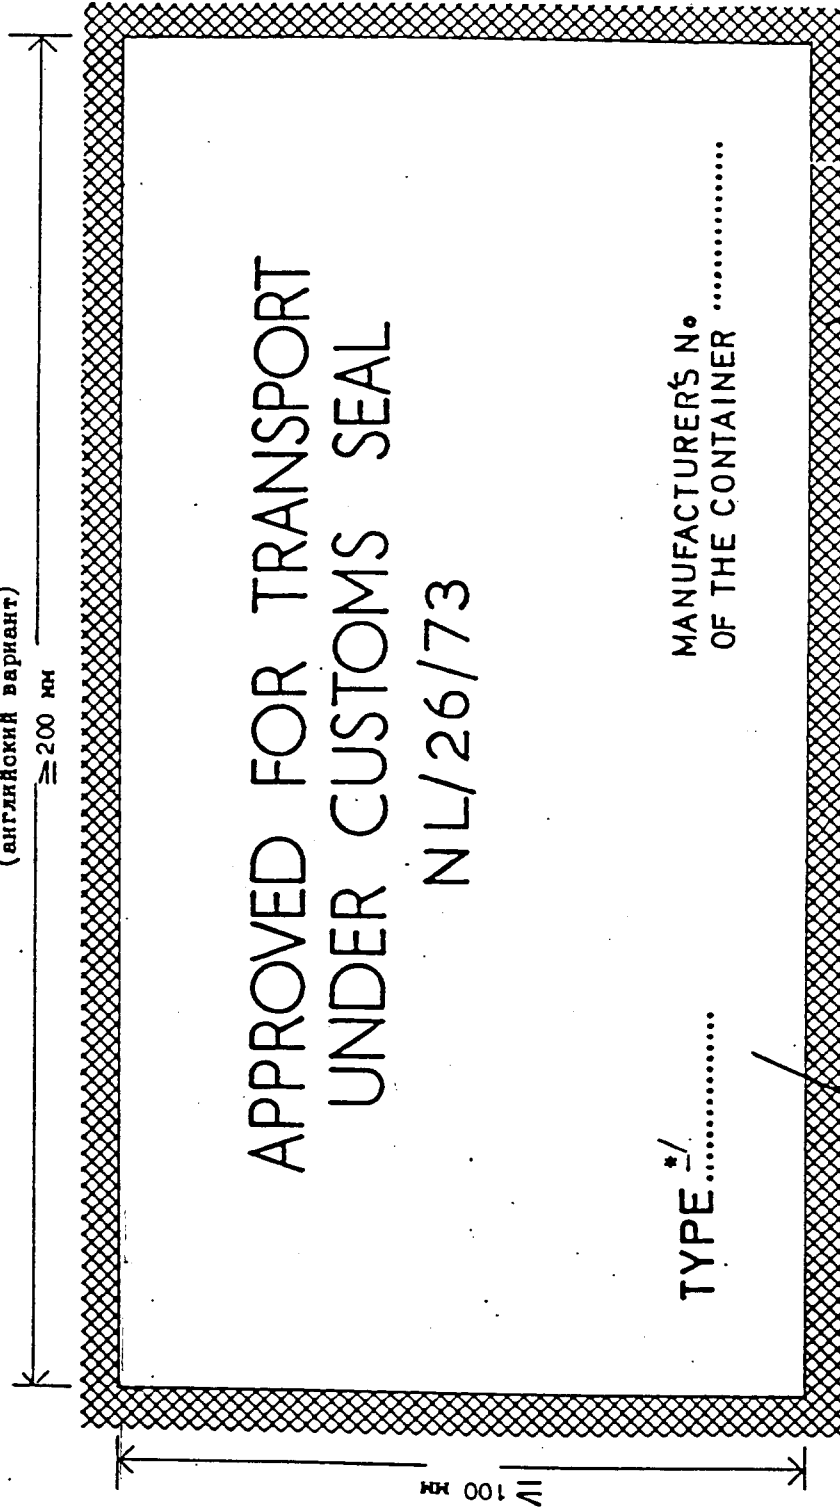 (английский вариант)
≧200 мм
APPROVED FOR TRANSPORT
UNDER CUSTOMS SEAL
NL/26/73
TYPE*/..............
MANUFACTURER'S No
OF THE CONTAINER ..............
≧ 100 мм